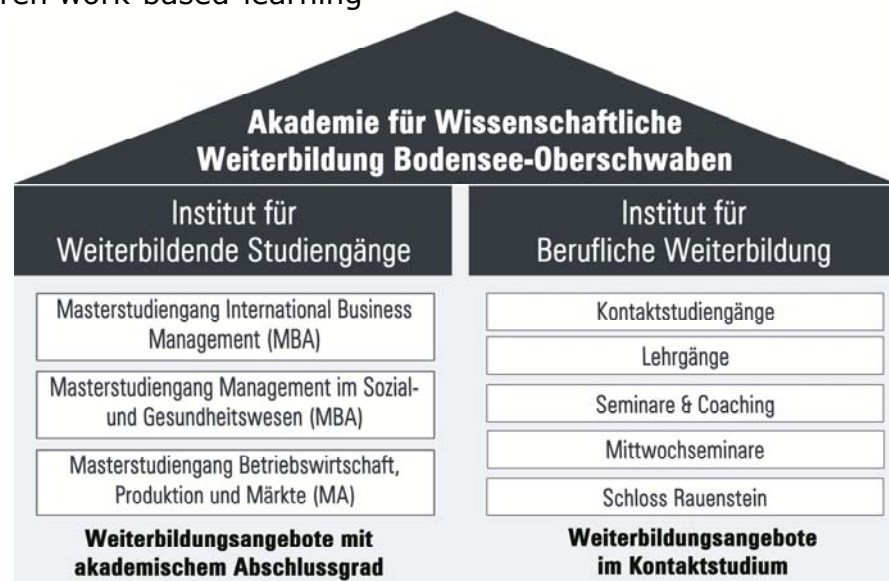 work based learning
Akademie für Wissenschaftliche
Weiterbildung Bodensee-Oberschwaben
Institut für
Weiterbildende Studiengänge
Masterstudiengang International Business
Management (MBA)
Masterstudiengang Management im Sozial-
und Gesundheitswesen (MBA)
Masterstudiengang Betriebswirtschaft,
Produktion und Märkte (MA)
Weiterbildungsangebote mit
akademischem Abschlussgrad
Institut für
Berufliche Weiterbildung
Kontaktstudiengänge
Lehrgänge
Seminare & Coaching
Mittwochseminare
Schloss Rauenstein
Weiterbildungsangebote
im Kontaktstudium